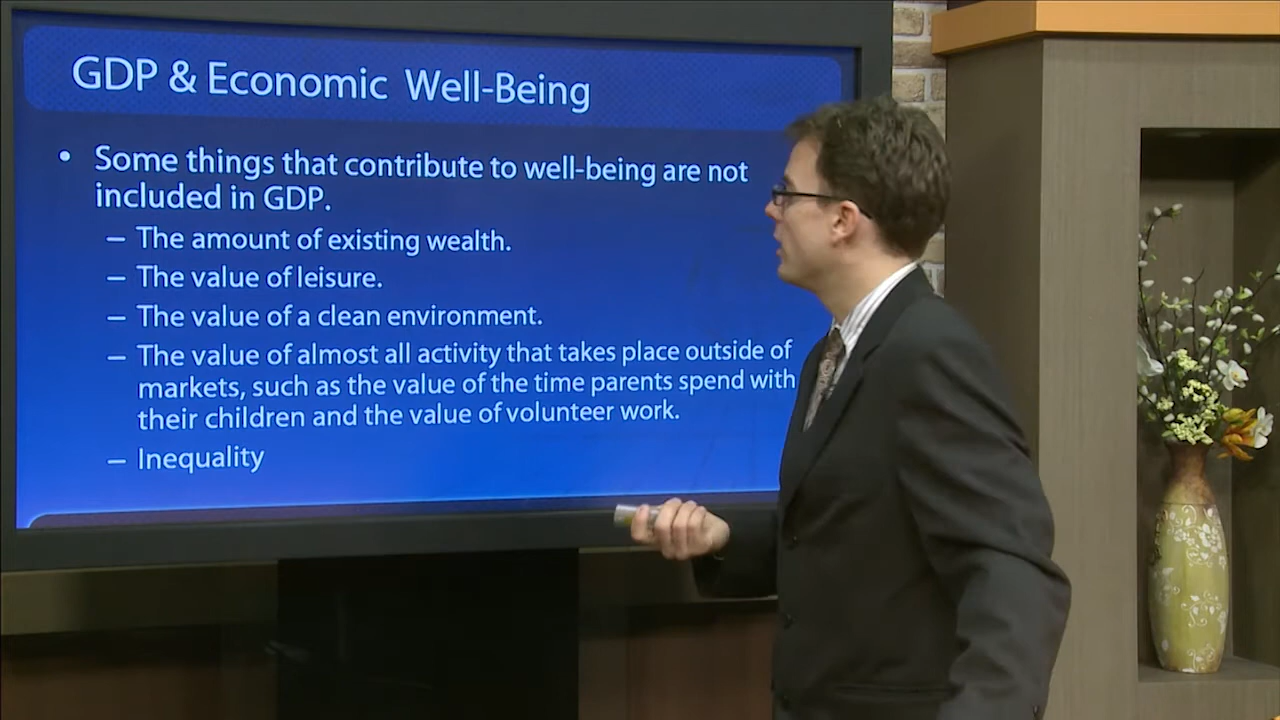 GDP & Economic Well-Being
• Some things that contribute to well-being are not
included in GDP.
– The amount of existing wealth.
– The value of leisure.
– The value of a clean environment.
– The value of almost all activity that takes place outside of
markets, such as the value of the time parents spend with
their children and the value of volunteer work.
– Inequality